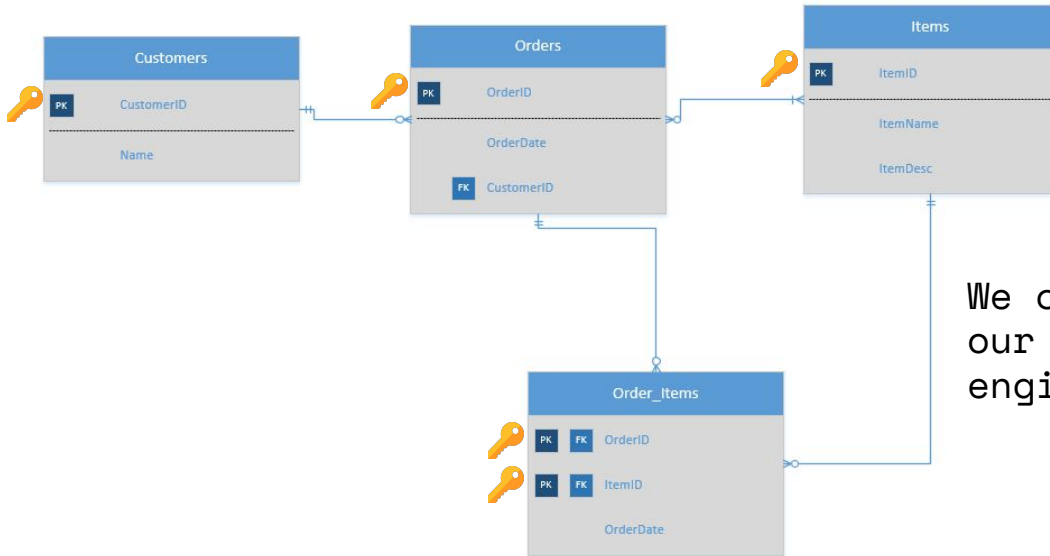 Customers
PK CustomerID
Name
Orders
PK OrderID
OrderDate
FK CustomerID
Items
PK ItemID
ItemName
ItemDesc
We
our
Order_Items
PK FK OrderID
PK FK ItemID
OrderDate